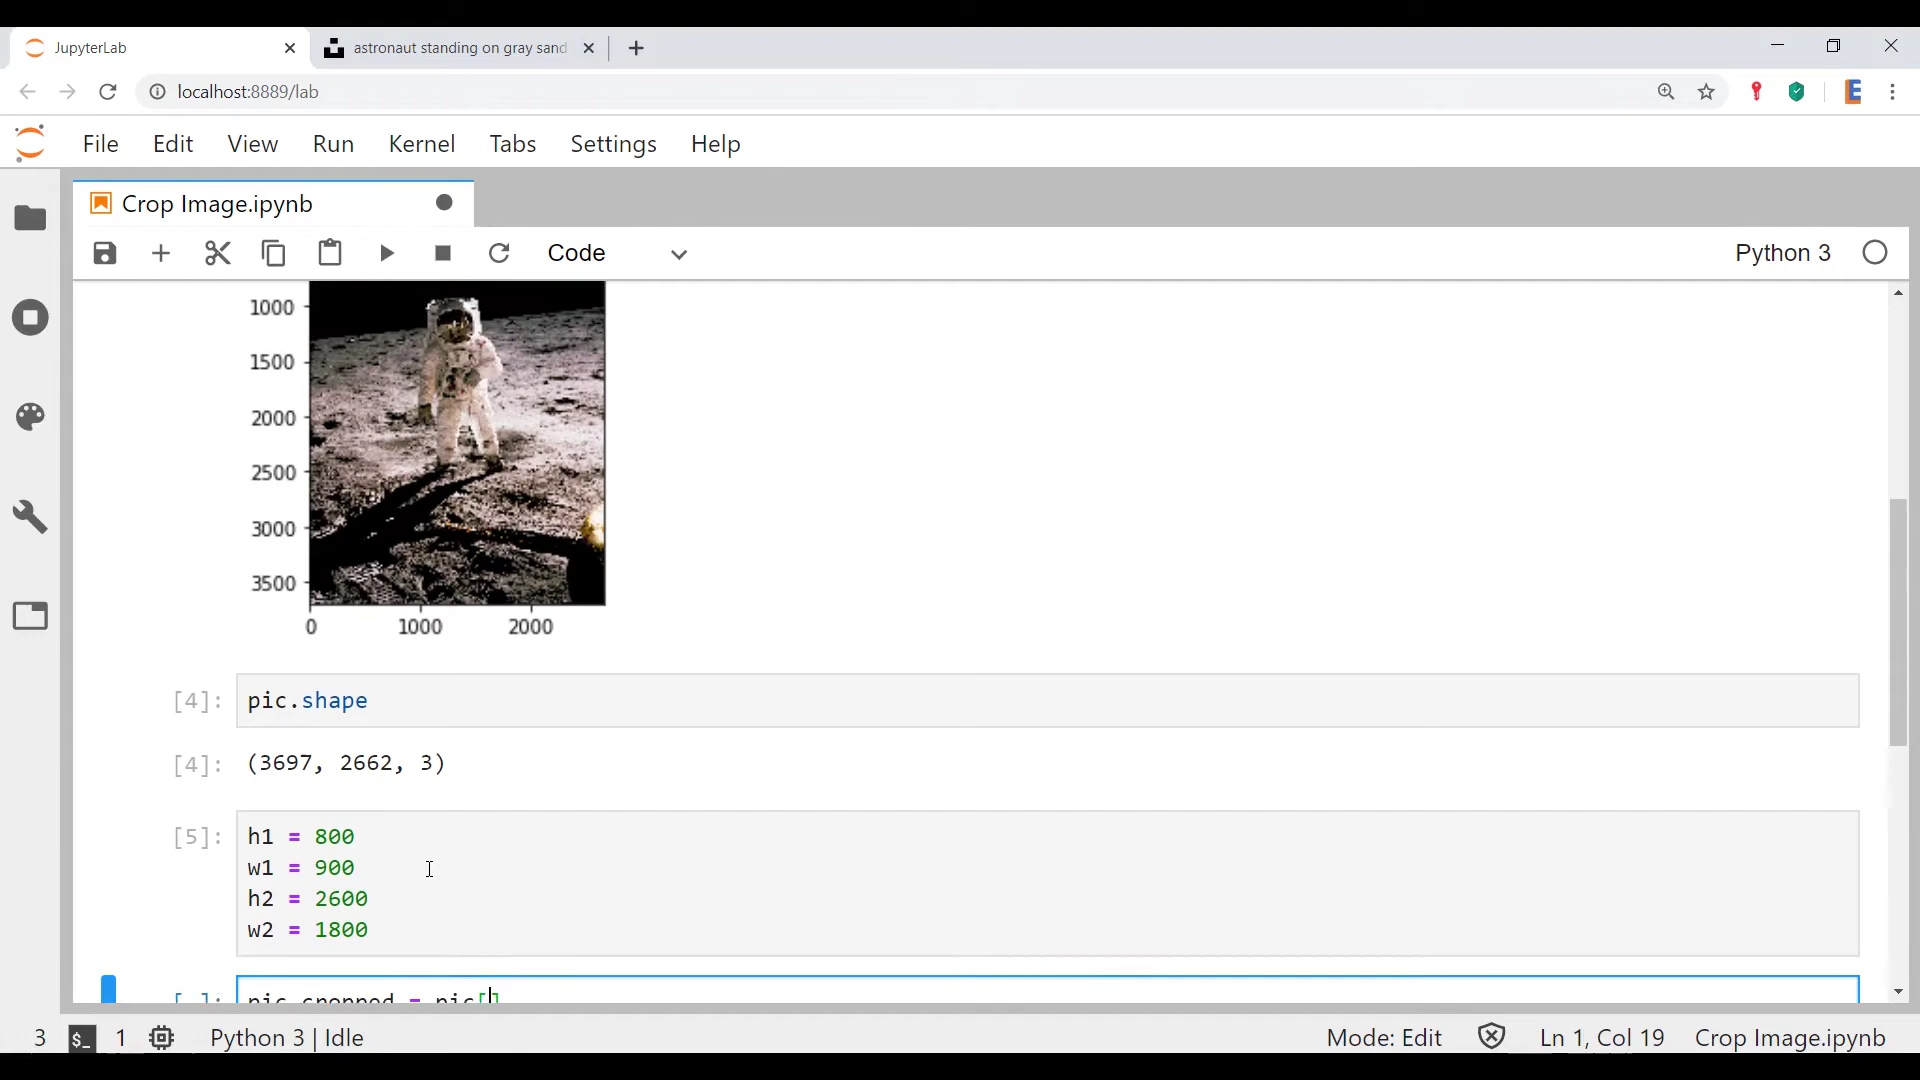 JupyterLab
astronaut standing on gray sand
localhost:8889/lab
E
File Edit View Run Kernel Tabs Settings Help
Crop Image.ipynb
Code
Python 3
1000
1500
2000
2500
3000
3500
0 1000 2000
[4]: pic.shape
[4]: (3697, 2662, 3)
[5]: h1 = 800
w1 = 900
h2 = 2600
w2 = 1800
[ ]: pic_cropped = pic[]
3 $_ 1 Python 3 | Idle Mode: Edit Ln 1, Col 19 Crop Image.ipynb